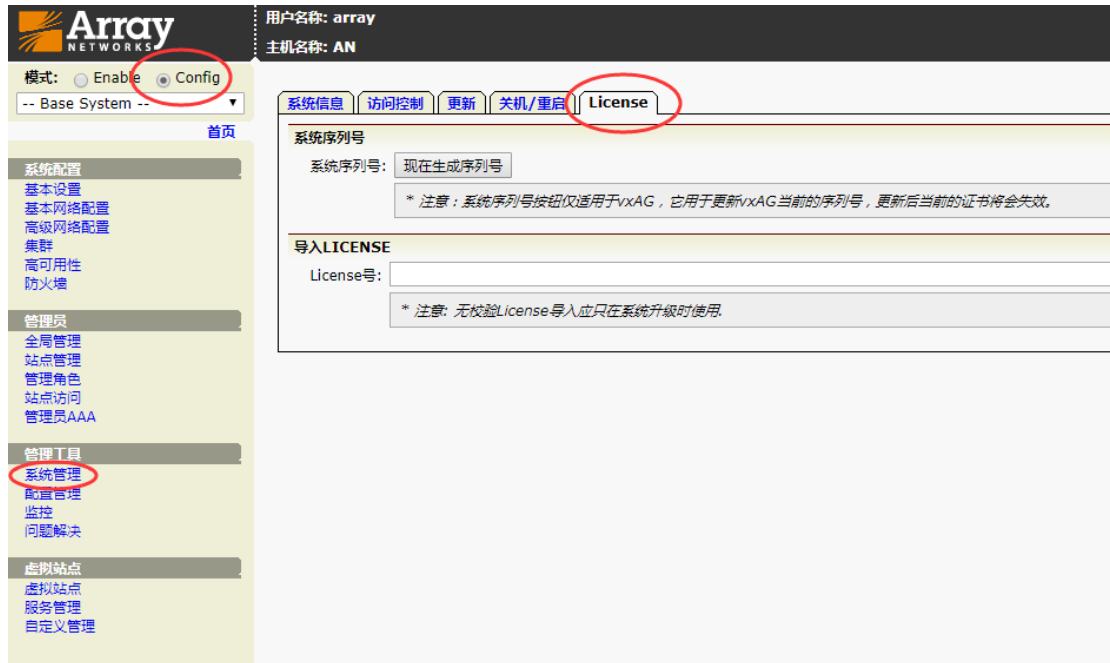 Array
NETWORKS
用户名称: array
主机名称: AN
模式: Enable Config
-- Base System --
首页
系统配置
基本设置
基本网络配置
高级网络配置
集群
高可用性
防火墙
管理员
全局管理
站点管理
管理角色
站点访问
管理员AAA
管理工具
系统管理
配置管理
监控
问题解决
虚拟站点
虚拟站点
服务管理
自定义管理
系统信息 访问控制 更新 关机/重启 License
系统序列号
系统序列号: 现在生成序列号
* 注意：系统序列号按钮仅适用于vxAG，它用于更新vxAG当前的序列号，更新后当前的证书将会失效。
导入LICENSE
License号:
* 注意: 无校验License导入应只在系统升级时使用.